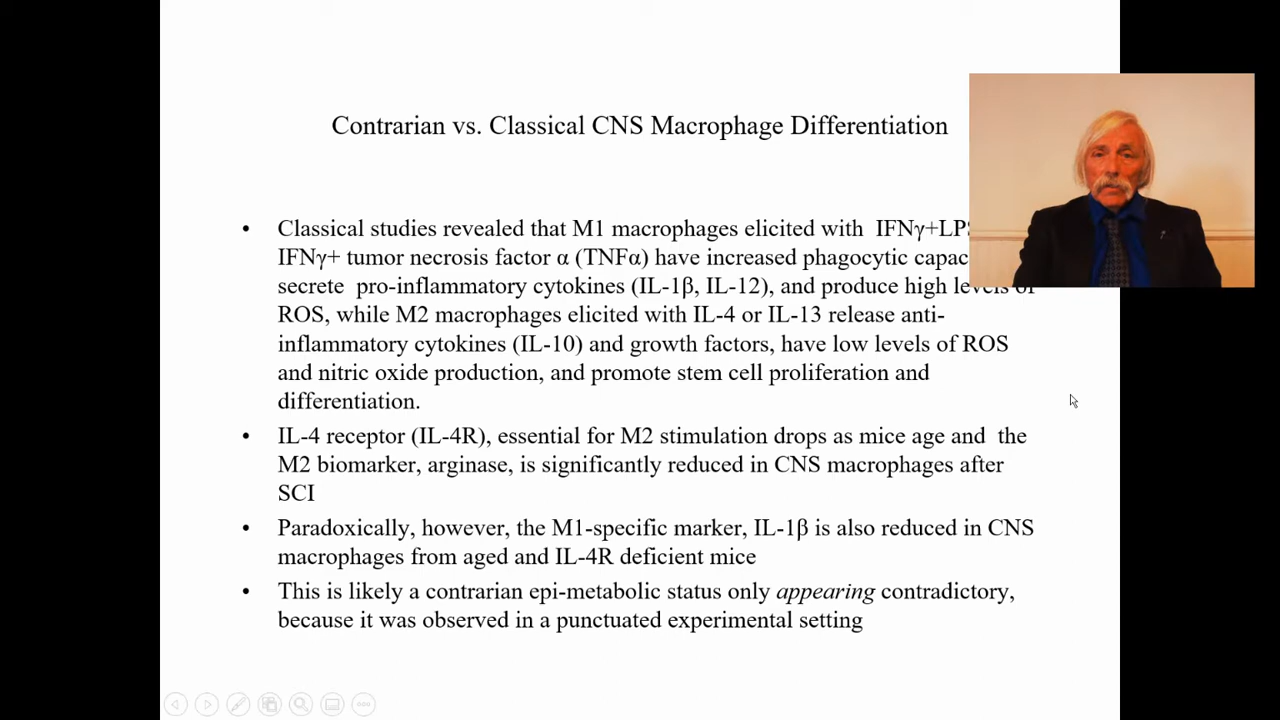 Contrarian vs. Classical CNS Macrophage Differentiation
• Classical studies revealed that M1 macrophages elicited with IFNγ+
IFNγ+ tumor necrosis factor α (TNFα) have increased phagocytic
secrete pro-inflammatory cytokines (IL-1β, IL-12), and produce high levels of
ROS, while M2 macrophages elicited with IL-4 or IL-13 release anti-
inflammatory cytokines (IL-10) and growth factors, have low levels of ROS
and nitric oxide production, and promote stem cell proliferation and
differentiation.
• IL-4 receptor (IL-4R), essential for M2 stimulation drops as mice age and the
M2 biomarker, arginase, is significantly reduced in CNS macrophages after
SCI
• Paradoxically, however, the M1-specific marker, IL-1β is also reduced in CNS
macrophages from aged and IL-4R deficient mice
• This is likely a contrarian epi-metabolic status only appearing contradictory,
because it was observed in a punctuated experimental setting